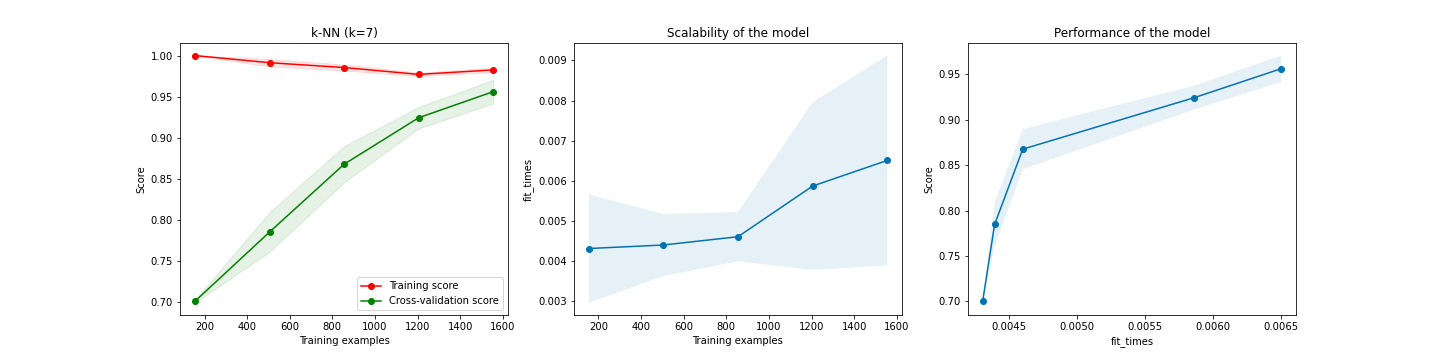 k-NN (k=7)
Score
1.00
0.95
0.90
0.85
0.80
0.75
0.70
Training score
Cross-validation score
200 400 600 800 1000 1200 1400 1600
Training examples
Scalability of the model
fit_times
0.009
0.008
0.007
0.006
0.005
0.004
0.003
200 400 600 800 1000 1200 1400 1600
Training examples
Performance of the model
Score
0.95
0.90
0.85
0.80
0.75
0.70
0.0045 0.0050 0.0055 0.0060 0.0065
fit_times